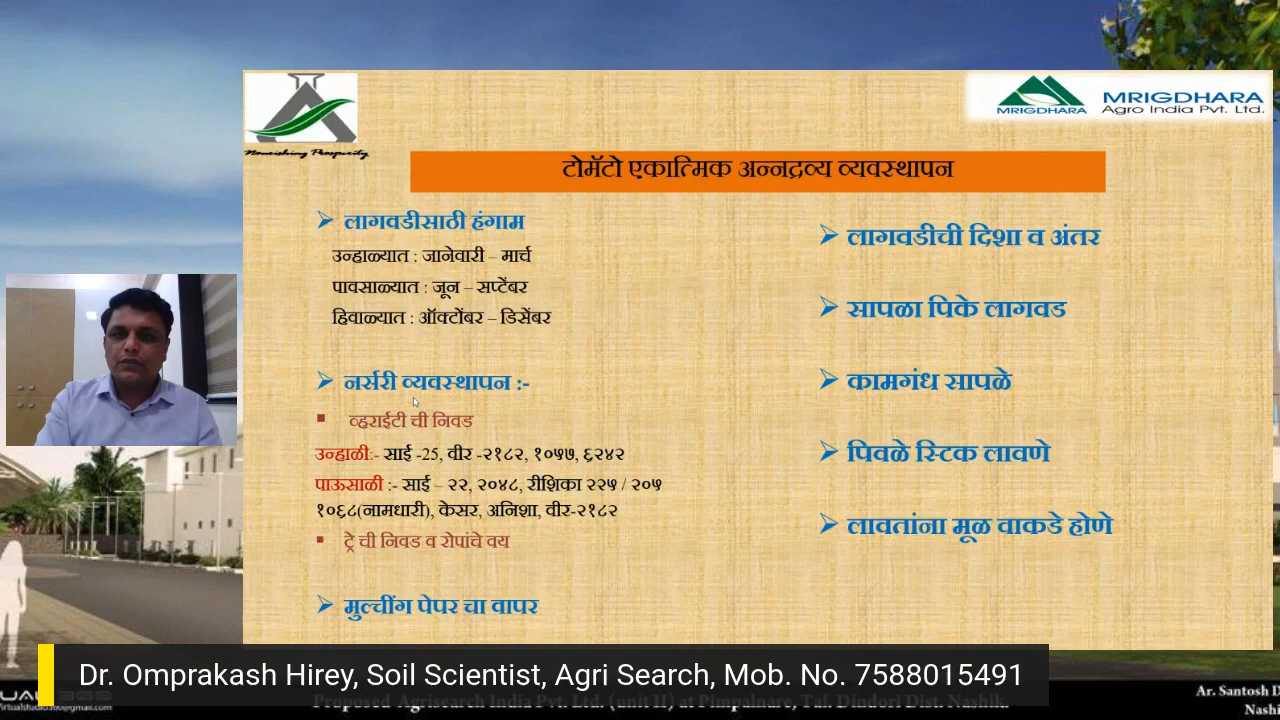 Nourishing Prosperity
MRIGDHARA
MRIGDHARA
Agro India Pvt. Ltd.
टोमॅटो एकात्मिक अन्नद्रव्य व्यवस्थापन
➢ लागवडीसाठी हंगाम
उन्हाळ्यात : जानेवारी – मार्च
पावसाळ्यात : जून – सप्टेंबर
हिवाळ्यात : ऑक्टोंबर – डिसेंबर
➢ नर्सरी व्यवस्थापन :-
▪ व्हराईटी ची निवड
उन्हाळी:- साई -25, वीर -२१८२, १०५७, ६२४२
पाऊसाळी :- साई – २२, २०४८, रीशिका २२५ / २०५
१०६८(नामधारी), केसर, अनिशा, वीर-२१८२
▪ ट्रे ची निवड व रोपांचे वय
➢ मुल्चींग पेपर चा वापर
➢ लागवडीची दिशा व अंतर
➢ सापळा पिके लागवड
➢ कामगंध सापळे
➢ पिवळे स्टिक लावणे
➢ लावतांना मूळ वाकडे होणे
Dr. Omprakash Hirey, Soil Scientist, Agri Search, Mob. No. 7588015491
Proposed Agrisearch India Pvt. Ltd. (unit II) at Pimpalnare, Tal. Dindori Dist. Nashik.
Ar. Santosh D
Nashi